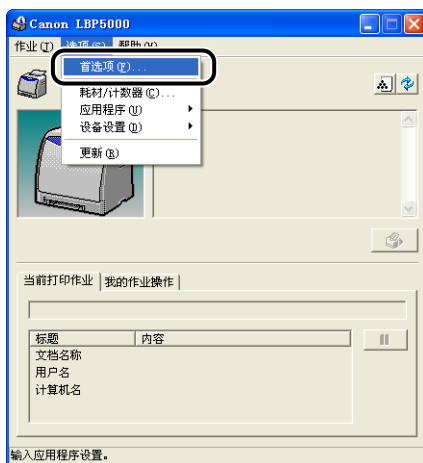 Canon LBP5000
作业(J) 选项(S) 帮助(H)
首选项(P)...
耗材/计数器(C)...
应用程序(U)
设备设置(D)
更新(R)
当前打印作业 我的作业操作
标题 内容
文档名称
用户名
计算机名
输入应用程序设置。